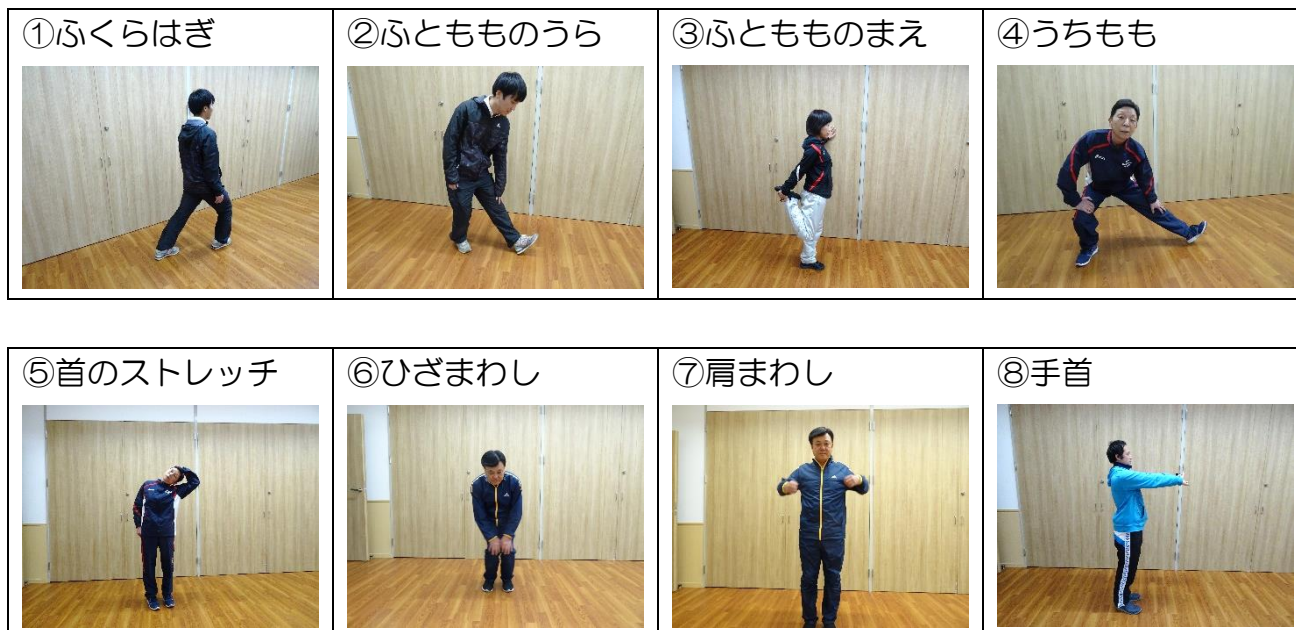 ①ふくらはぎ
②ふともものうら
③ふともものまえ
④うちもも
⑤首のストレッチ
⑥ひざまわし
⑦肩まわし
⑧手首